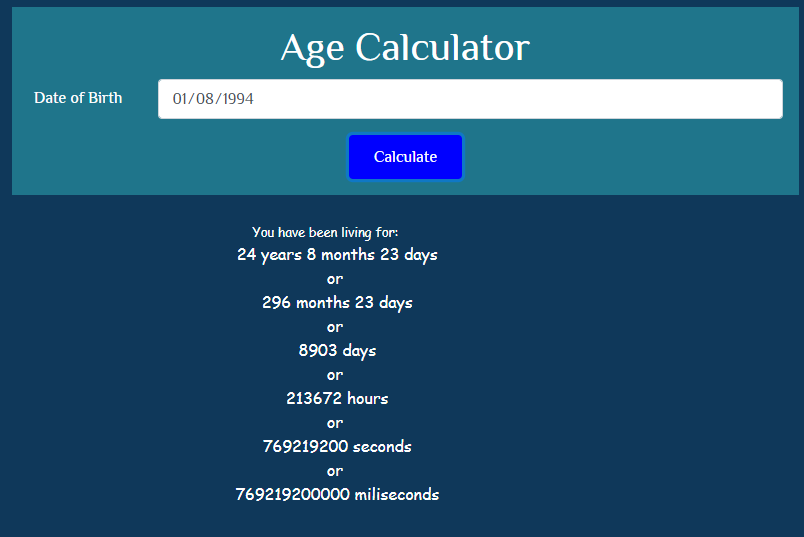 Age Calculator
Date of Birth 01/08/1994
Calculate
You have been living for:
24 years 8 months 23 days
or
296 months 23 days
or
8903 days
or
213672 hours
or
769219200 seconds
or
769219200000 miliseconds